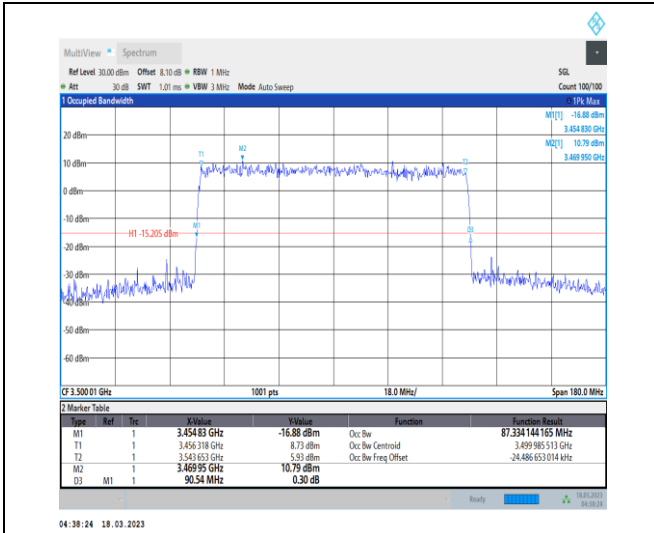 MultiView Spectrum
Ref Level 30.00 dBm Offset 8.10 dB RBW 1 MHz SGL
Att 30 dB SWT 1.01 ms VBW 3 MHz Mode Auto Sweep Count 100/100
1 Occupied Bandwidth 1Pk Max
M1[1] -16.88 dBm
3.454 830 GHz
20 dBm
M2[1] 10.79 dBm
3.469 950 GHz
M2
T1
T2
10 dBm
0 dBm
-10 dBm
M1
H1 -15.205 dBm
D3
-20 dBm
-30 dBm
-40 dBm
-50 dBm
-60 dBm
CF 3.500 01 GHz 1001 pts 18.0 MHz/ Span 180.0 MHz
2 Marker Table
Type Ref Trc X-Value Y-Value Function Function Result
M1 1 3.454 83 GHz -16.88 dBm Occ Bw 87.334 144 165 MHz
T1 1 3.456 318 GHz 8.73 dBm Occ Bw Centroid 3.499 985 513 GHz
T2 1 3.543 653 GHz 5.93 dBm Occ Bw Freq Offset -24.486 653 014 kHz
M2 1 3.469 95 GHz 10.79 dBm
D3 M1 1 90.54 MHz 0.30 dB
Ready 18.03.2023
04:38:24
04:38:24 18.03.2023